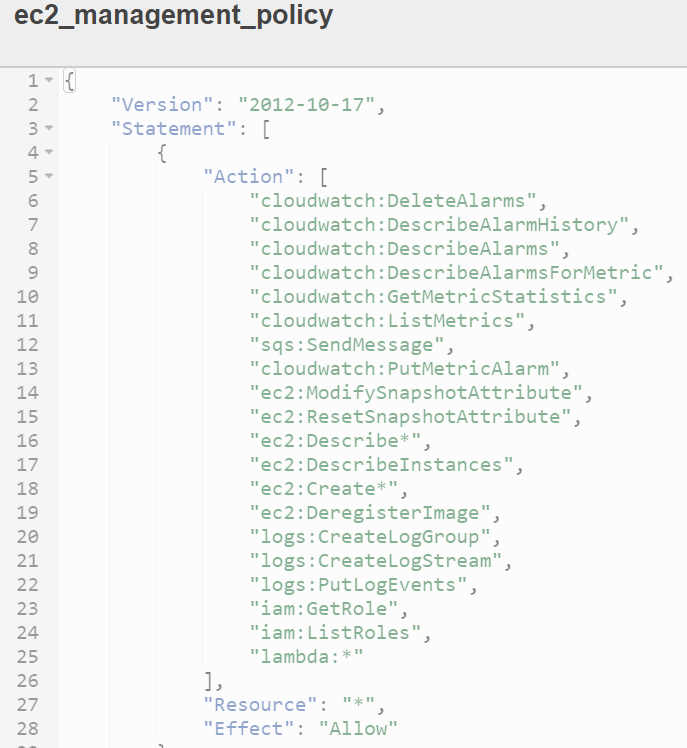 ec2_management_policy
1 {
2 "Version": "2012-10-17",
3 "Statement": [
4 {
5 "Action": [
6 "cloudwatch:DeleteAlarms",
7 "cloudwatch:DescribeAlarmHistory",
8 "cloudwatch:DescribeAlarms",
9 "cloudwatch:DescribeAlarmsForMetric",
10 "cloudwatch:GetMetricStatistics",
11 "cloudwatch:ListMetrics",
12 "sqs:SendMessage",
13 "cloudwatch:PutMetricAlarm",
14 "ec2:ModifySnapshotAttribute",
15 "ec2:ResetSnapshotAttribute",
16 "ec2:Describe*",
17 "ec2:DescribeInstances",
18 "ec2:Create*",
19 "ec2:DeregisterImage",
20 "logs:CreateLogGroup",
21 "logs:CreateLogStream",
22 "logs:PutLogEvents",
23 "iam:GetRole",
24 "iam:ListRoles",
25 "lambda:*"
26 ],
27 "Resource": "*",
28 "Effect": "Allow"